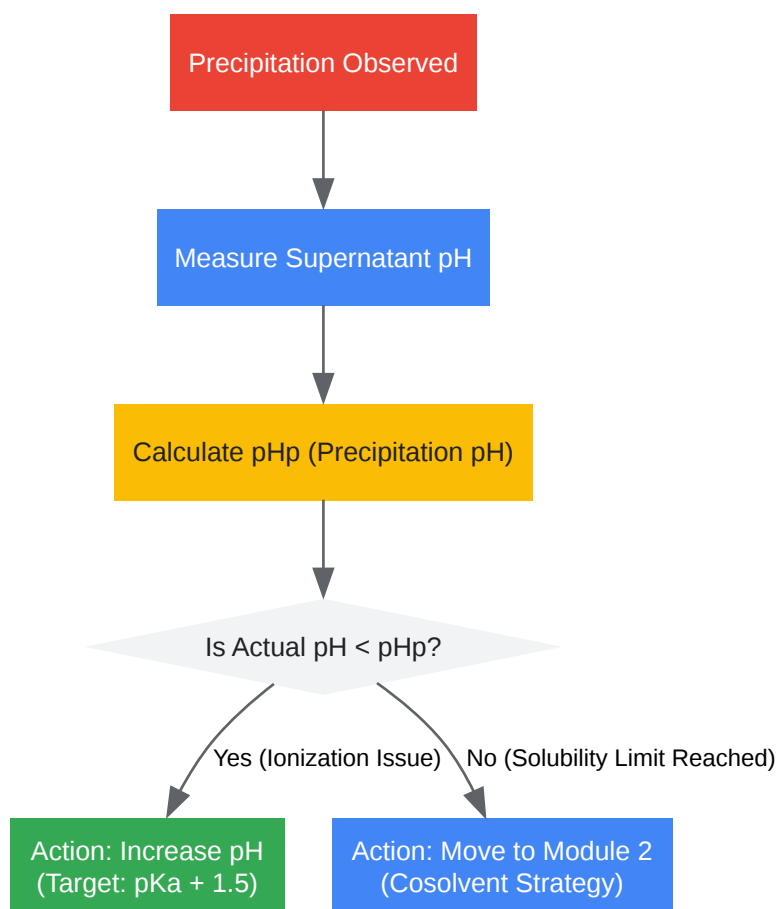 Precipitation Observed
Measure Supernatant pH
Calculate pHp (Precipitation pH)
Is Actual pH < pHp?
Yes (Ionization Issue)
No (Solubility Limit Reached)
Action: Increase pH
(Target: pKa + 1.5)
Action: Move to Module 2
(Cosolvent Strategy)